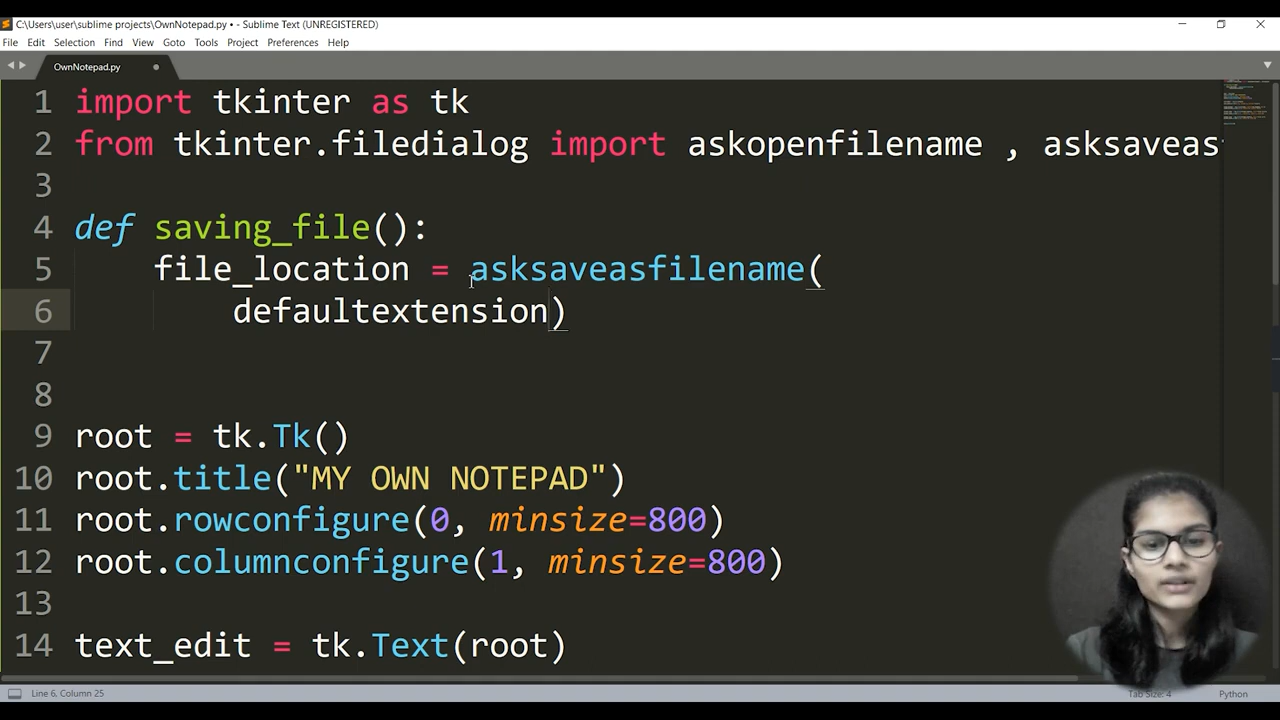 C:\Users\user\sublime projects\OwnNotepad.py • - Sublime Text (UNREGISTERED)
File Edit Selection Find View Goto Tools Project Preferences Help
OwnNotepad.py
1 import tkinter as tk
2 from tkinter.filedialog import askopenfilename , asksaveas
3
4 def saving_file():
5 file_location = asksaveasfilename(
6 defaultextension)
7
8
9 root = tk.Tk()
10 root.title("MY OWN NOTEPAD")
11 root.rowconfigure(0, minsize=800)
12 root.columnconfigure(1, minsize=800)
13
14 text_edit = tk.Text(root)
Line 6, Column 25 Tab Size: 4 Python